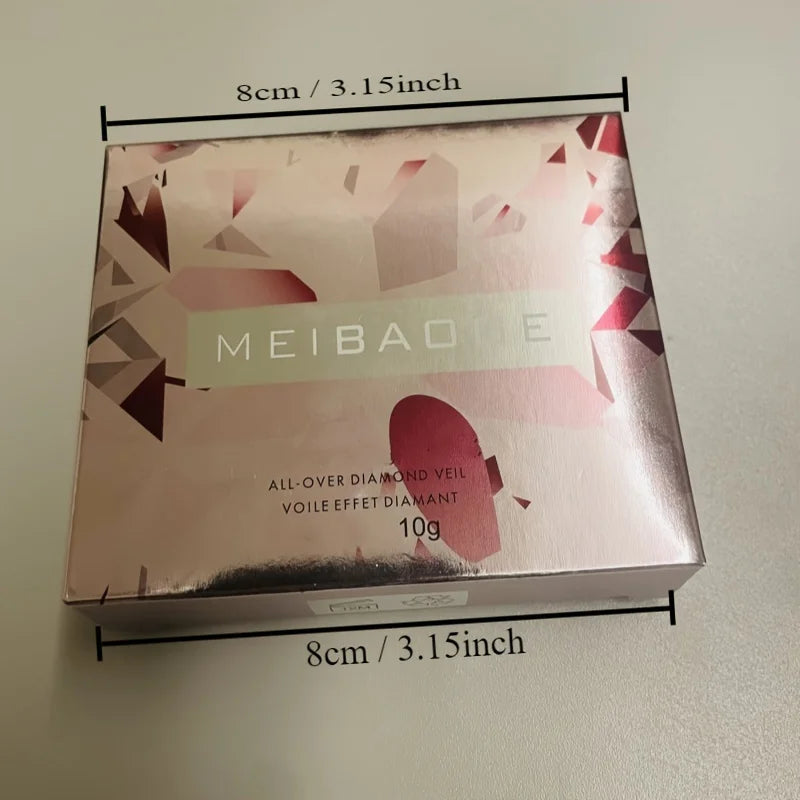 8cm / 3.15inch
ALL-OVER DIAMOND VEIL
VOILE EFFET DIAMANT
10g
8cm / 3.15inch